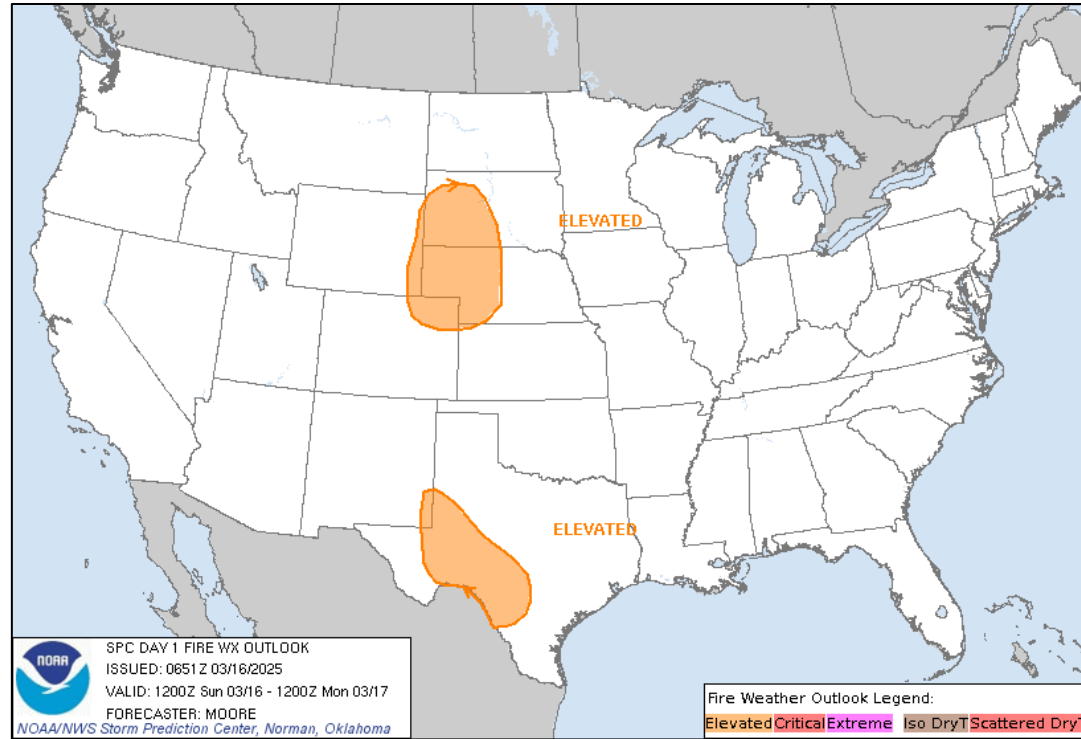 ELEVATED
ELEVATED
NOAA
SPC DAY 1 FIRE WX OUTLOOK
ISSUED: 0651Z 03/16/2025
VALID: 1200Z Sun 03/16 - 1200Z Mon 03/17
FORECASTER: MOORE
NOAA/NWS Storm Prediction Center, Norman, Oklahoma
Fire Weather Outlook Legend:
Elevated Critical Extreme Iso DryT Scattered DryT